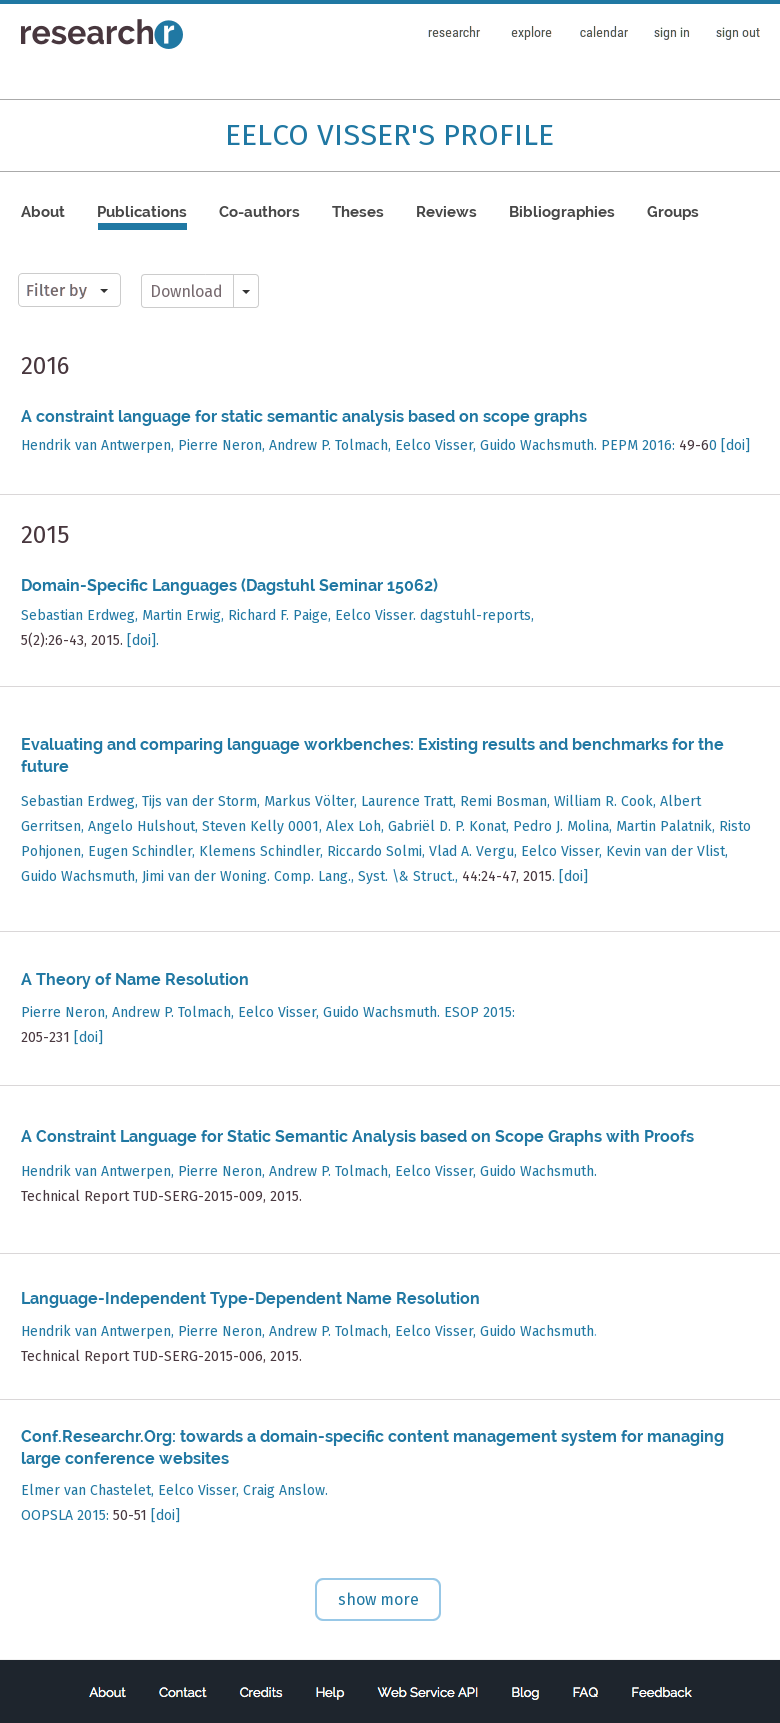 researchr
researchr explore calendar sign in sign out
EELCO VISSER'S PROFILE
About Publications Co-authors Theses Reviews Bibliographies Groups
Filter by Download
2016
A constraint language for static semantic analysis based on scope graphs
Hendrik van Antwerpen, Pierre Neron, Andrew P. Tolmach, Eelco Visser, Guido Wachsmuth. PEPM 2016: 49-60 [doi]
2015
Domain-Specific Languages (Dagstuhl Seminar 15062)
Sebastian Erdweg, Martin Erwig, Richard F. Paige, Eelco Visser. dagstuhl-reports,
5(2):26-43, 2015. [doi].
Evaluating and comparing language workbenches: Existing results and benchmarks for the
future
Sebastian Erdweg, Tijs van der Storm, Markus Völter, Laurence Tratt, Remi Bosman, William R. Cook, Albert
Gerritsen, Angelo Hulshout, Steven Kelly 0001, Alex Loh, Gabriël D. P. Konat, Pedro J. Molina, Martin Palatnik, Risto
Pohjonen, Eugen Schindler, Klemens Schindler, Riccardo Solmi, Vlad A. Vergu, Eelco Visser, Kevin van der Vlist,
Guido Wachsmuth, Jimi van der Woning. Comp. Lang., Syst. \& Struct., 44:24-47, 2015. [doi]
A Theory of Name Resolution
Pierre Neron, Andrew P. Tolmach, Eelco Visser, Guido Wachsmuth. ESOP 2015:
205-231 [doi]
A Constraint Language for Static Semantic Analysis based on Scope Graphs with Proofs
Hendrik van Antwerpen, Pierre Neron, Andrew P. Tolmach, Eelco Visser, Guido Wachsmuth.
Technical Report TUD-SERG-2015-009, 2015.
Language-Independent Type-Dependent Name Resolution
Hendrik van Antwerpen, Pierre Neron, Andrew P. Tolmach, Eelco Visser, Guido Wachsmuth.
Technical Report TUD-SERG-2015-006, 2015.
Conf.Researchr.Org: towards a domain-specific content management system for managing
large conference websites
Elmer van Chastelet, Eelco Visser, Craig Anslow.
OOPSLA 2015: 50-51 [doi]
show more
About Contact Credits Help Web Service API Blog FAQ Feedback